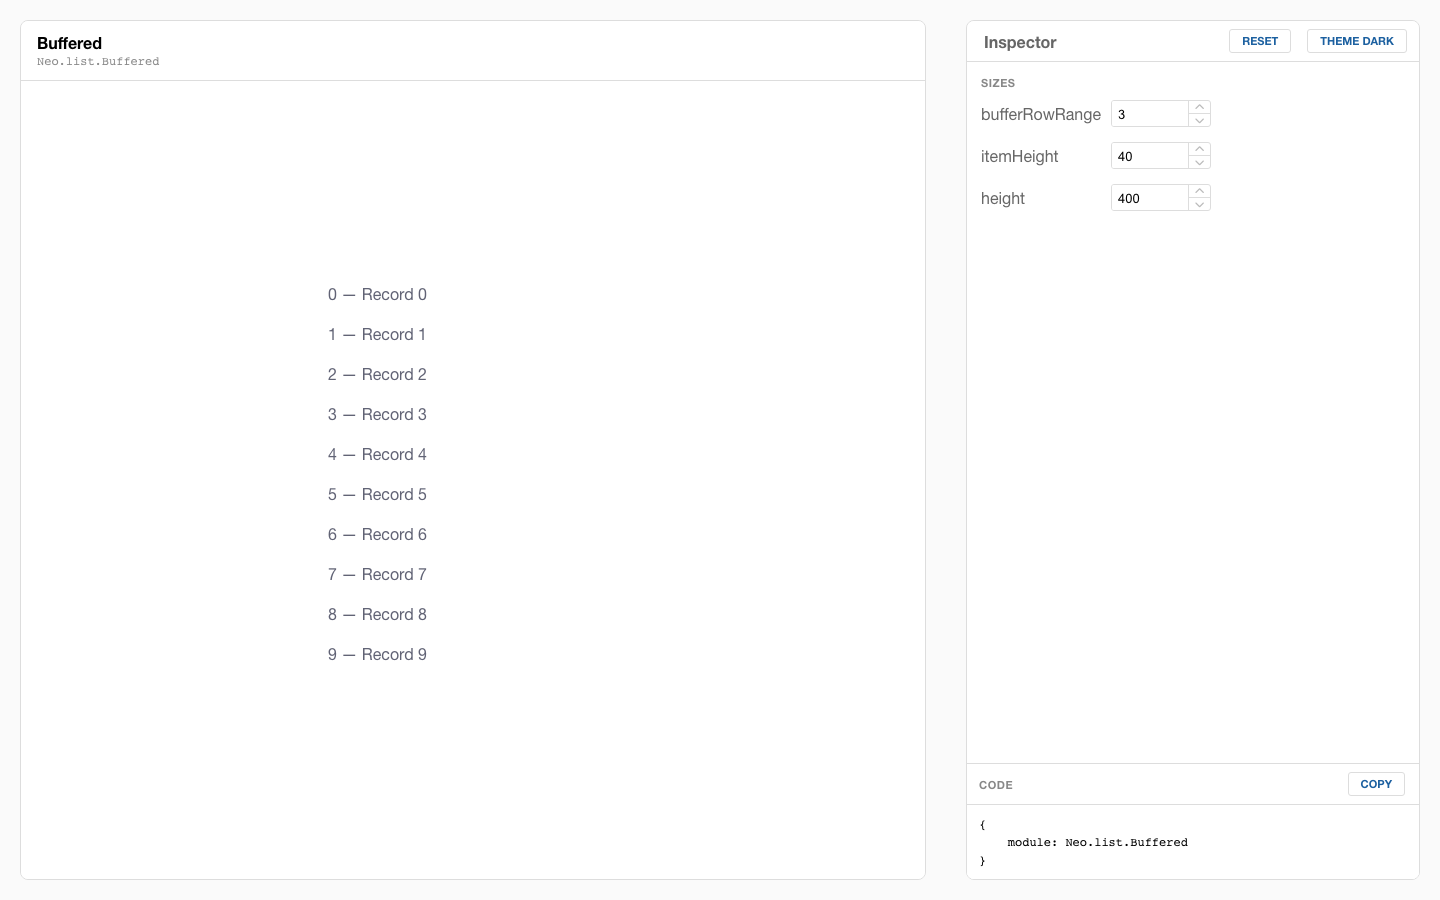 Buffered
Neo.list.Buffered
0 — Record 0
1 — Record 1
2 — Record 2
3 — Record 3
4 — Record 4
5 — Record 5
6 — Record 6
7 — Record 7
8 — Record 8
9 — Record 9
Inspector
RESET
THEME DARK
SIZES
bufferRowRange 3
itemHeight 40
height 400
CODE
COPY
{
    module: Neo.list.Buffered
}